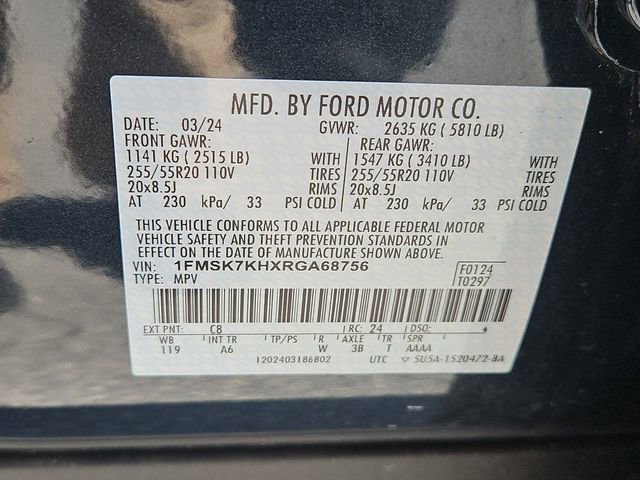 MFD. BY FORD MOTOR CO.
DATE: 03/24 GVWR: 2635 KG ( 5810 LB)
FRONT GAWR: REAR GAWR:
1141 KG ( 2515 LB) WITH 1547 KG ( 3410 LB) WITH
255/55R20 110V TIRES 255/55R20 110V TIRES
20x8.5J RIMS 20x8.5J RIMS
AT 230 kPa/ 33 PSI COLD AT 230 kPa/ 33 PSI COLD
THIS VEHICLE CONFORMS TO ALL APPLICABLE FEDERAL MOTOR
VEHICLE SAFETY AND THEFT PREVENTION STANDARDS IN
EFFECT ON THE DATE OF MANUFACTURE SHOWN ABOVE.
VIN: 1FMSK7KHXRGA68756 F0124
TYPE: MPV T0297
EXT PNT: C8 RC: 24 DSO:
WB INT TR TP/PS R AXLE TR SPR
119 A6 W 3B T AAAA
1202403186802 UTC ▽ 5U5A-1520472-BA